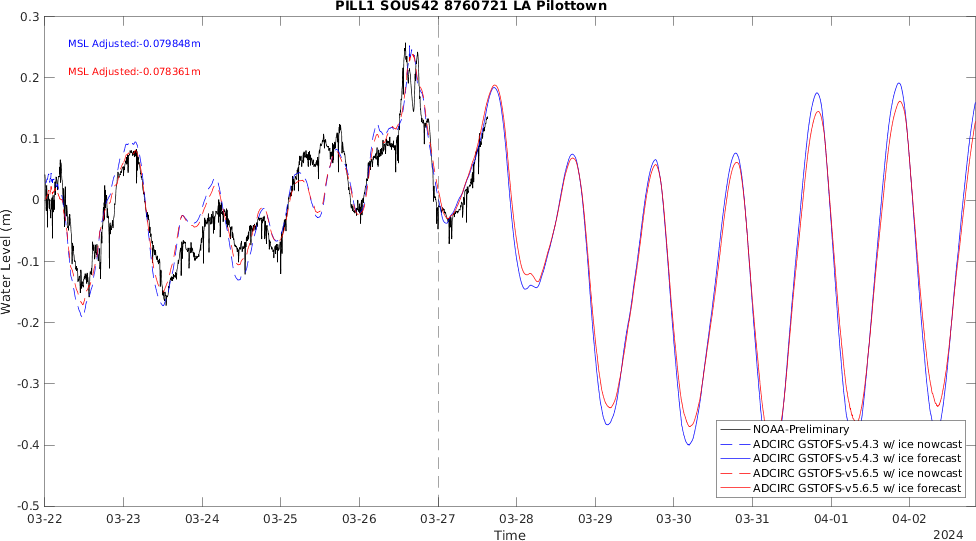 PILL1 SOUS42 8760721 LA Pilottown
MSL Adjusted:-0.079848m
MSL Adjusted:-0.078361m
Water Level (m)
0.3
0.2
0.1
0
-0.1
-0.2
-0.3
-0.4
-0.5
NOAA-Preliminary
ADCIRC GSTOFS-v5.4.3 w/ ice nowcast
ADCIRC GSTOFS-v5.4.3 w/ ice forecast
ADCIRC GSTOFS-v5.6.5 w/ ice nowcast
ADCIRC GSTOFS-v5.6.5 w/ ice forecast
03-22 03-23 03-24 03-25 03-26 03-27 03-28 03-29 03-30 03-31 04-01 04-02
Time
2024